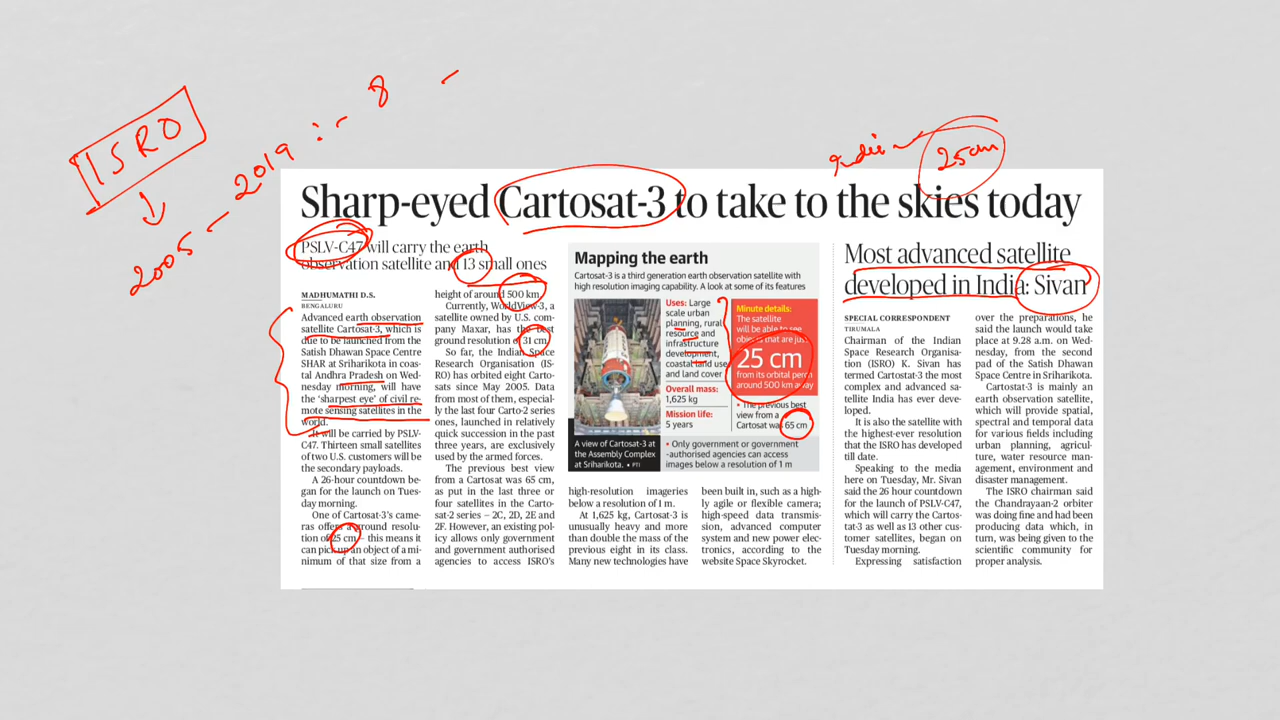 ISRO
2005 - 2019 :- 8 -
India 25cm
Sharp-eyed Cartosat-3 to take to the skies today
PSLV-C47 will carry the earth
observation satellite and 13 small ones
MADHUMATHI D.S.
BENGALURU
Advanced earth observation
satellite Cartosat-3, which is
due to be launched from the
Satish Dhawan Space Centre
SHAR at Sriharikota in coas-
tal Andhra Pradesh on Wed-
nesday morning, will have
the ‘sharpest eye’ of civil re-
mote sensing satellites in the
world.
It will be carried by PSLV-
C47. Thirteen small satellites
of two U.S. customers will be
the secondary payloads.
A 26-hour countdown be-
gan for the launch on Tues-
day morning.
One of Cartosat-3’s came-
ras offers a ground resolu-
tion of 25 cm – this means it
can pick up an object of a mi-
nimum of that size from a
height of around 500 km.
Currently, WorldView-3, a
satellite owned by U.S. com-
pany Maxar, has the best
ground resolution of 31 cm.
So far, the Indian Space
Research Organisation (IS-
RO) has orbited eight Carto-
sats since May 2005. Data
from most of them, especial-
ly the last four Carto-2 series
ones, launched in relatively
quick succession in the past
three years, are exclusively
used by the armed forces.
The previous best view
from a Cartosat was 65 cm,
as put in the last three or
four satellites in the Carto-
sat-2 series – 2C, 2D, 2E and
2F. However, an existing pol-
icy allows only government
and government authorised
agencies to access ISRO’s
Mapping the earth
Cartosat-3 is a third generation earth observation satellite with
high resolution imaging capability. A look at some of its features
A view of Cartosat-3 at
the Assembly Complex
at Sriharikota. • PTI
Uses: Large
scale urban
planning, rural
resource and
infrastructure
development,
coastal land use
and land cover
Overall mass:
1,625 kg
Mission life:
5 years
Minute details:
The satellite
will be able to see
objects that are just
25 cm
from its orbital perch
around 500 km away
• The previous best
view from a
Cartosat was 65 cm
• Only government or government
-authorised agencies can access
images below a resolution of 1 m
high-resolution imageries
below a resolution of 1 m.
At 1,625 kg, Cartosat-3 is
unusually heavy and more
than double the mass of the
previous eight in its class.
Many new technologies have
been built in, such as a high-
ly agile or flexible camera;
high-speed data transmis-
sion, advanced computer
system and new power elec-
tronics, according to the
website Space Skyrocket.
Most advanced satellite
developed in India: Sivan
SPECIAL CORRESPONDENT
TIRUMALA
Chairman of the Indian
Space Research Organisa-
tion (ISRO) K. Sivan has
termed Cartostat-3 the most
complex and advanced sa-
tellite India has ever deve-
loped.
It is also the satellite with
the highest-ever resolution
that the ISRO has developed
till date.
Speaking to the media
here on Tuesday, Mr. Sivan
said the 26 hour countdown
for the launch of PSLV-C47,
which will carry the Cartos-
tat-3 as well as 13 other cus-
tomer satellites, began on
Tuesday morning.
Expressing satisfaction
over the preparations, he
said the launch would take
place at 9.28 a.m. on Wed-
nesday, from the second
pad of the Satish Dhawan
Space Centre in Sriharikota.
Cartostat-3 is mainly an
earth observation satellite,
which will provide spatial,
spectral and temporal data
for various fields including
urban planning, agricul-
ture, water resource man-
agement, environment and
disaster management.
The ISRO chairman said
the Chandrayaan-2 orbiter
was doing fine and had been
producing data which, in
turn, was being given to the
scientific community for
proper analysis.